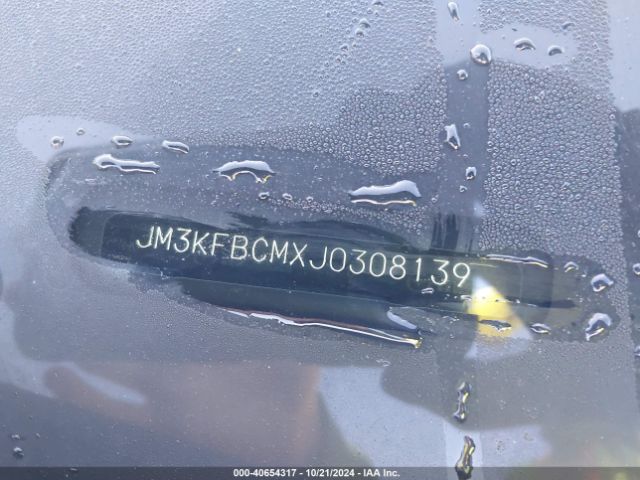 JM3KFBCMXJ0308139
000-40654317 - 10/21/2024 - IAA Inc.